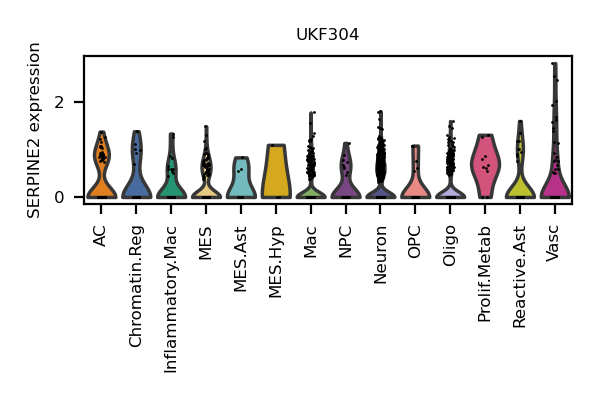 UKF304
SERPINE2 expression
2
0
AC
Chromatin.Reg
Inflammatory.Mac
MES
MES.Ast
MES.Hyp
Mac
NPC
Neuron
OPC
Oligo
Prolif.Metab
Reactive.Ast
Vasc